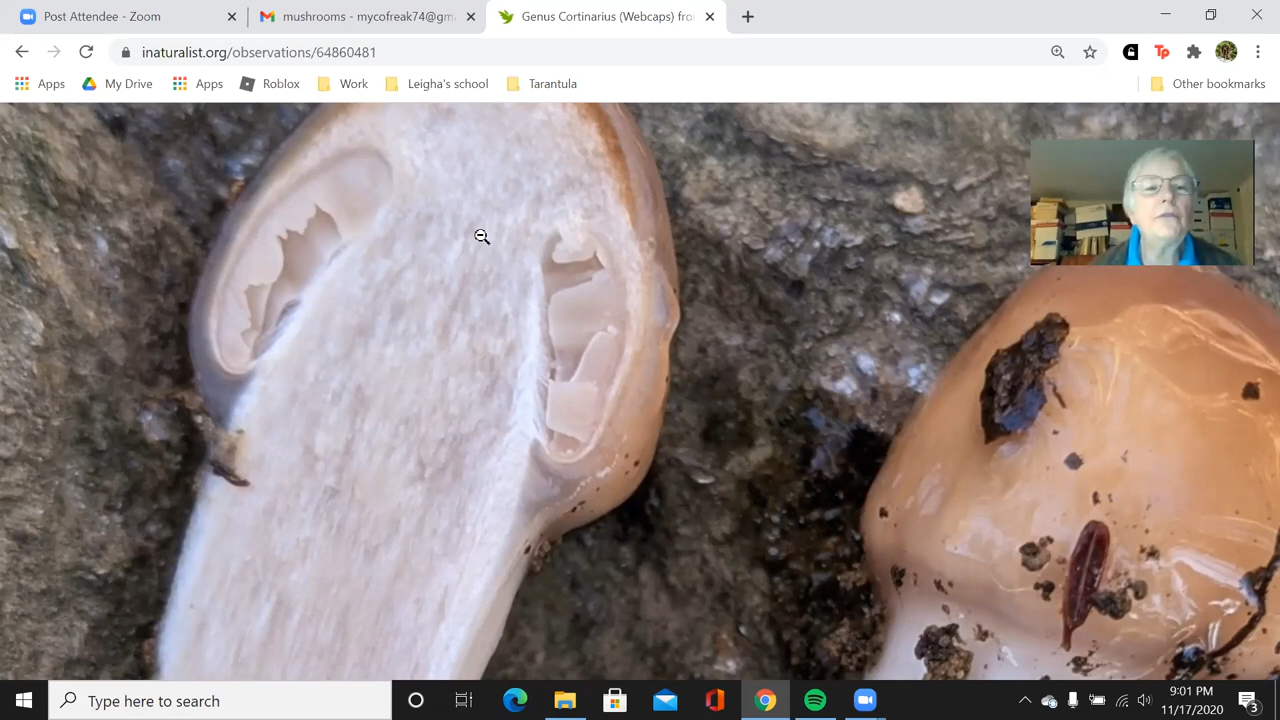 Post Attendee - Zoom
mushrooms - mycofreak74@gm
Genus Cortinarius (Webcaps) fro
inaturalist.org/observations/64860481
Apps
My Drive
Apps
Roblox
Work
Leigha's school
Tarantula
Other bookmarks
Type here to search
9:01 PM
11/17/2020
3